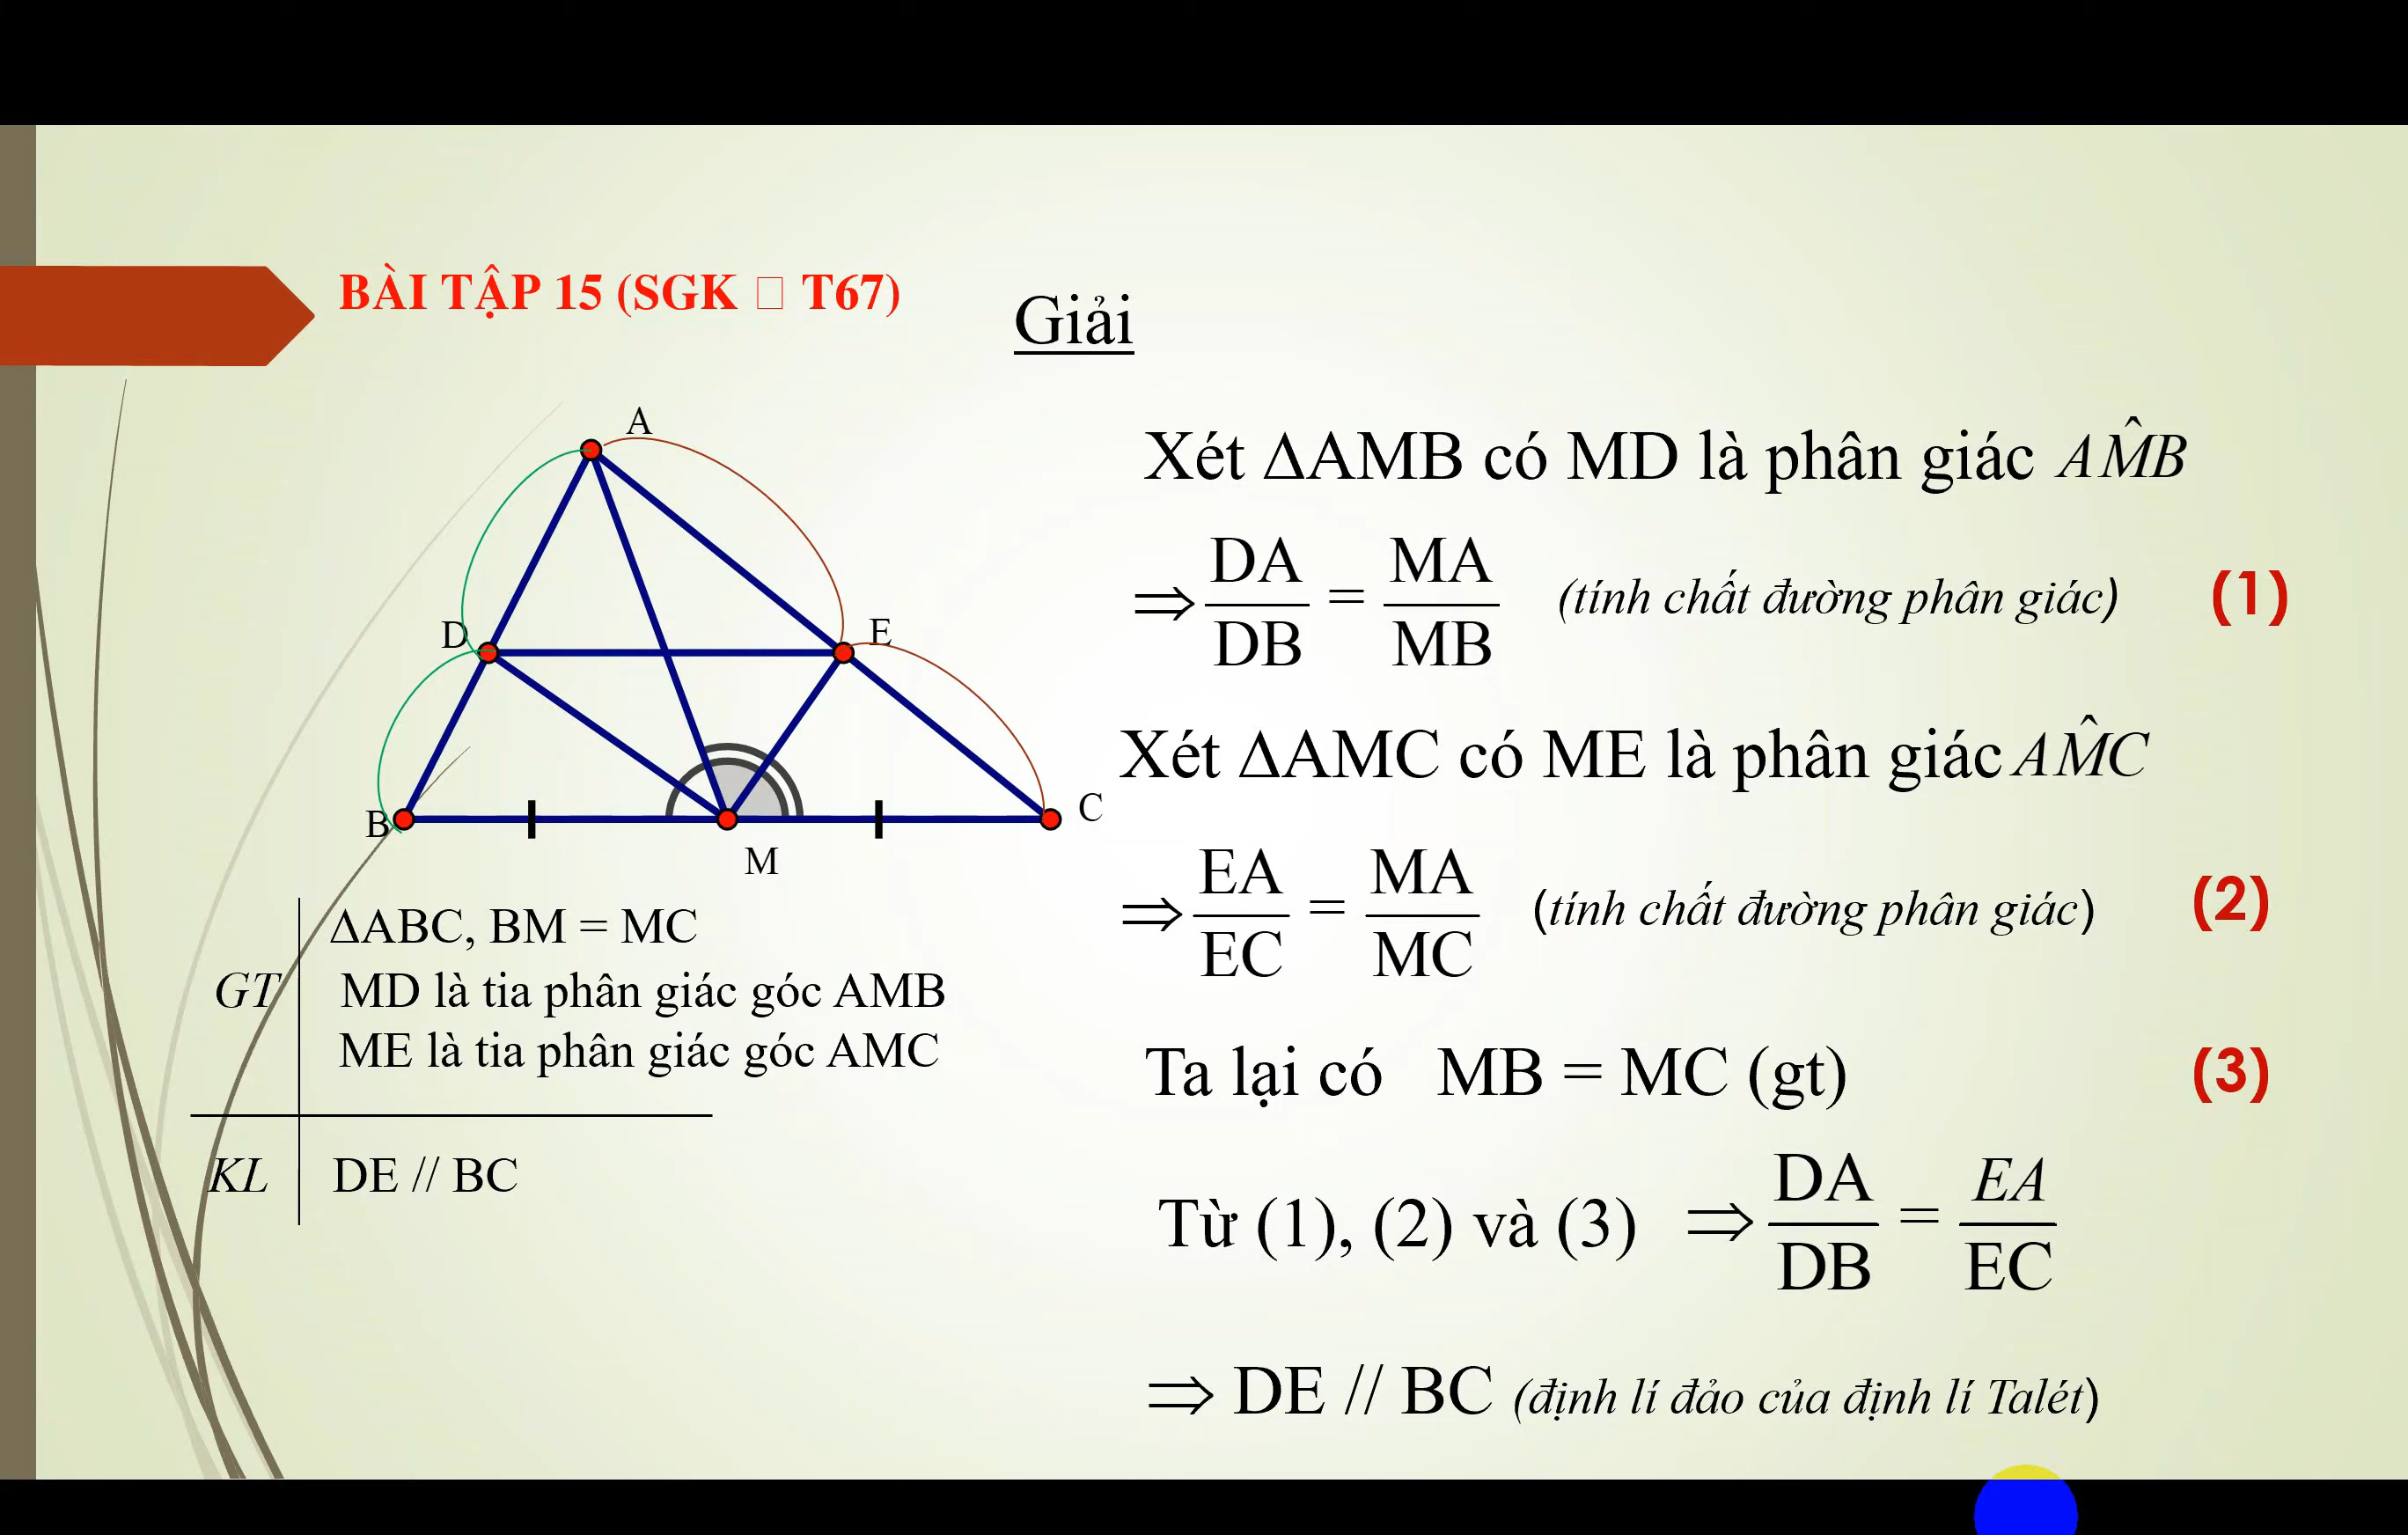 BÀI TẬP 15 (SGK □ T67)
Giải
A
D
E
B
C
M
ΔABC, BM = MC
GT
MD là tia phân giác góc AMB
ME là tia phân giác góc AMC
KL
DE // BC
Xét ΔAMB có MD là phân giác AM̂B
⇒ DA/DB = MA/MB (tính chất đường phân giác) (1)
Xét ΔAMC có ME là phân giác AM̂C
⇒ EA/EC = MA/MC (tính chất đường phân giác) (2)
Ta lại có MB = MC (gt) (3)
Từ (1), (2) và (3) ⇒ DA/DB = EA/EC
⇒ DE // BC (định lí đảo của định lí Talét)